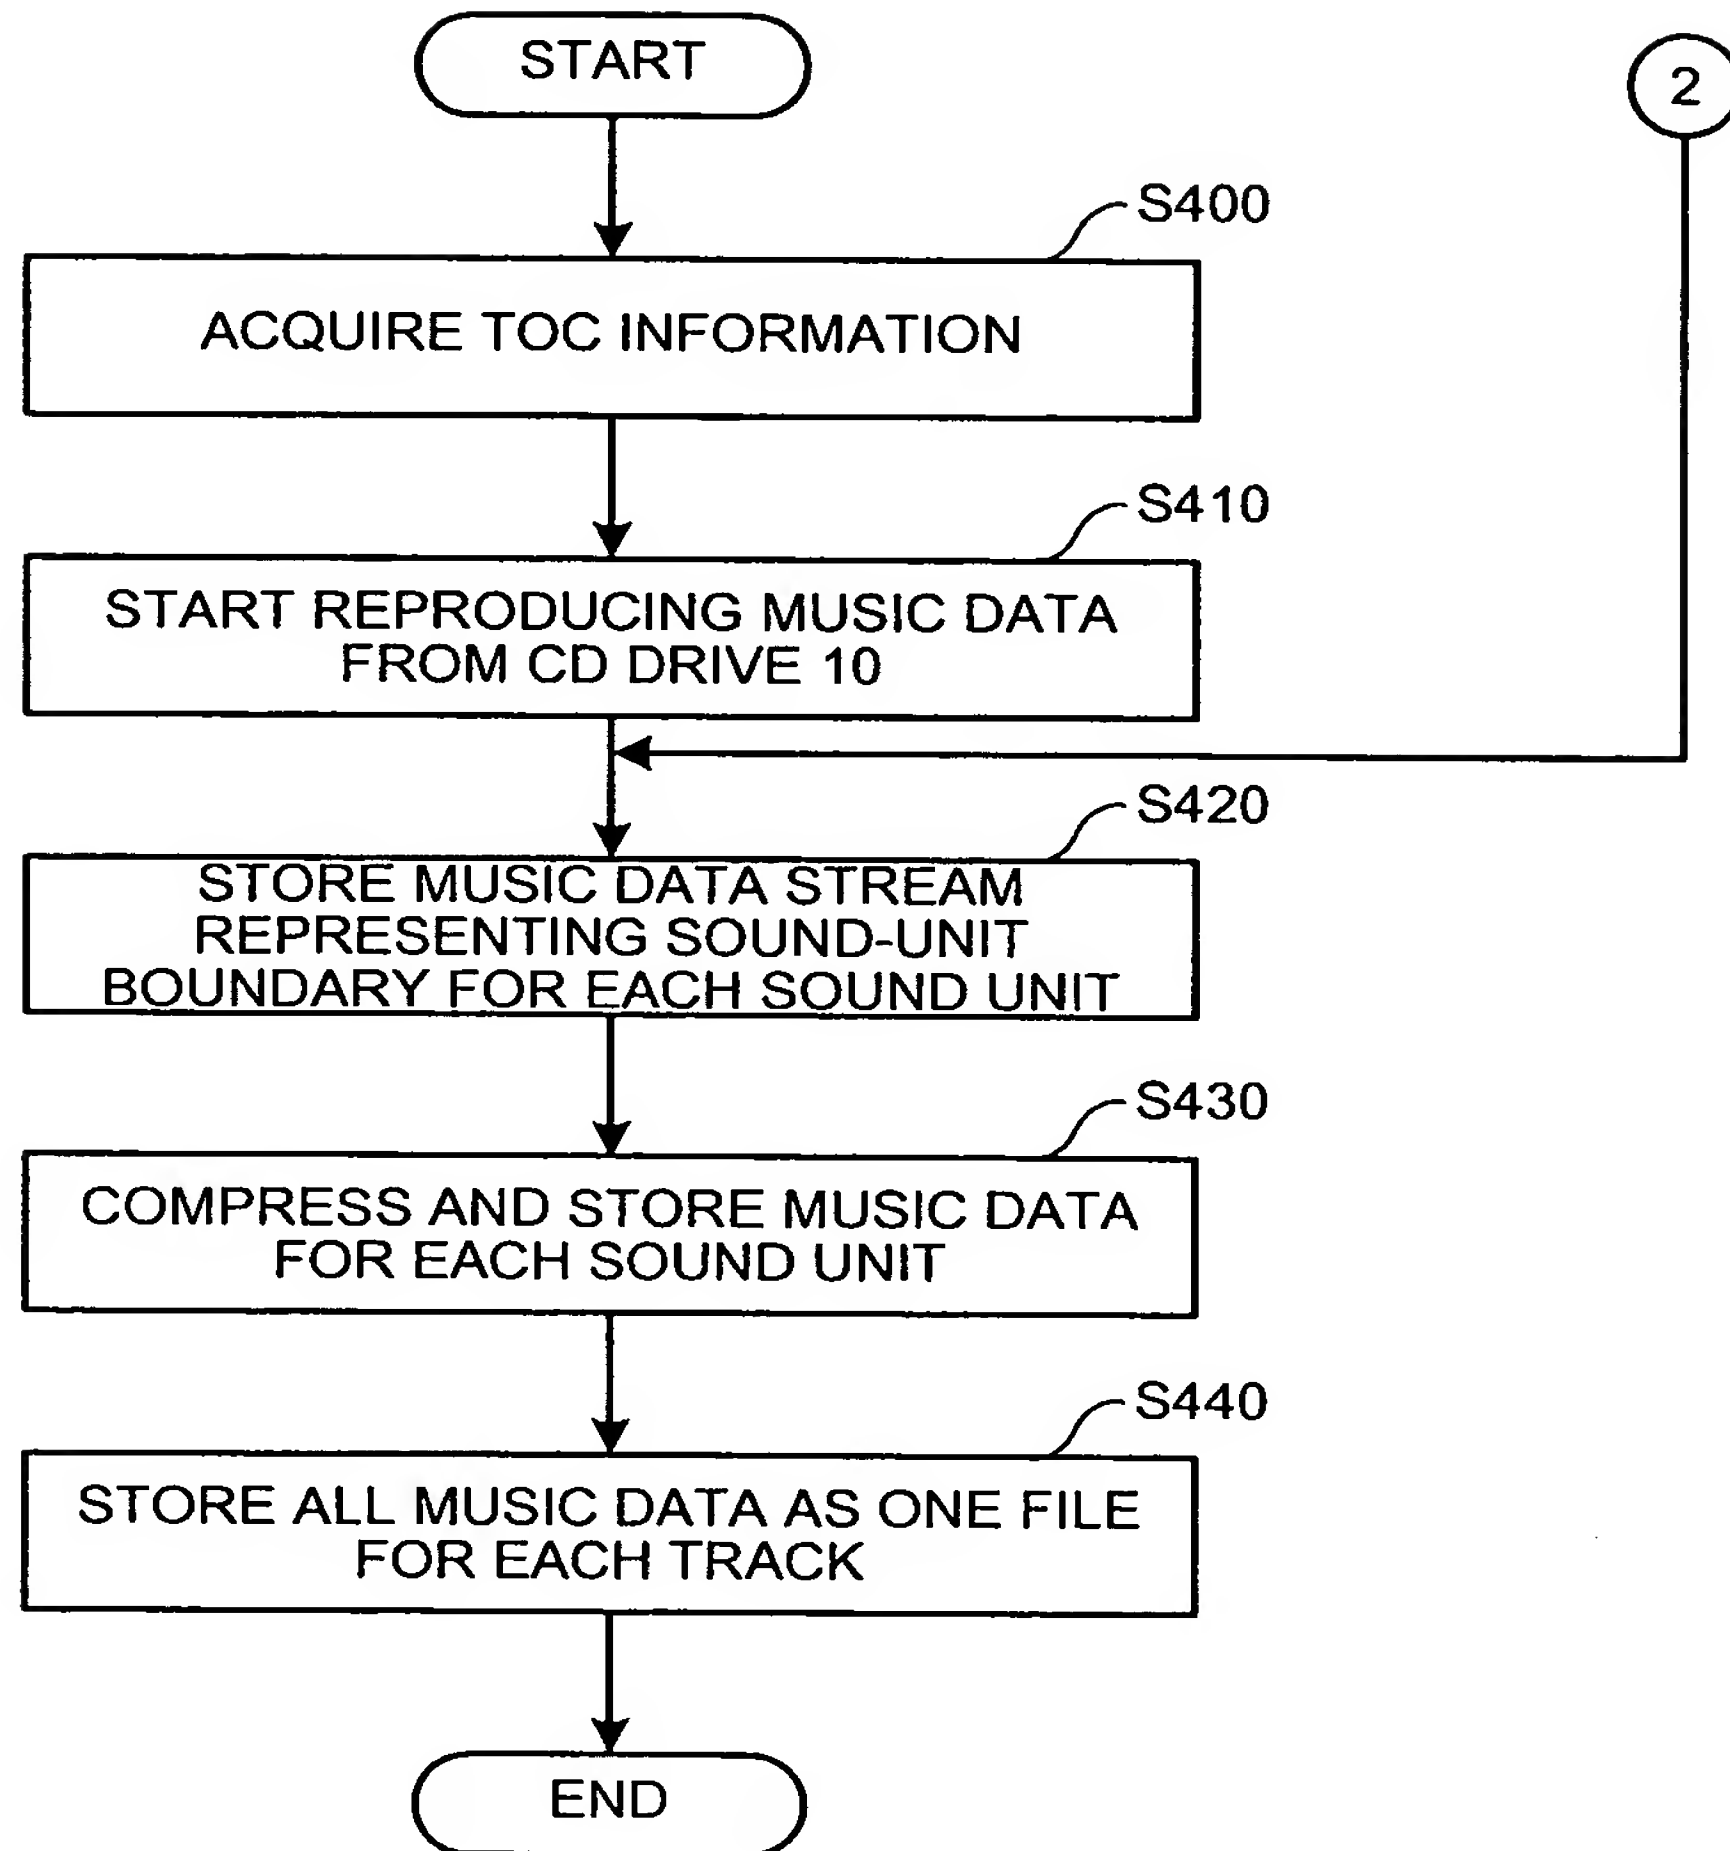 START
2
S400
ACQUIRE TOC INFORMATION
S410
START REPRODUCING MUSIC DATA
FROM CD DRIVE 10
S420
STORE MUSIC DATA STREAM
REPRESENTING SOUND-UNIT
BOUNDARY FOR EACH SOUND UNIT
S430
COMPRESS AND STORE MUSIC DATA
FOR EACH SOUND UNIT
S440
STORE ALL MUSIC DATA AS ONE FILE
FOR EACH TRACK
END